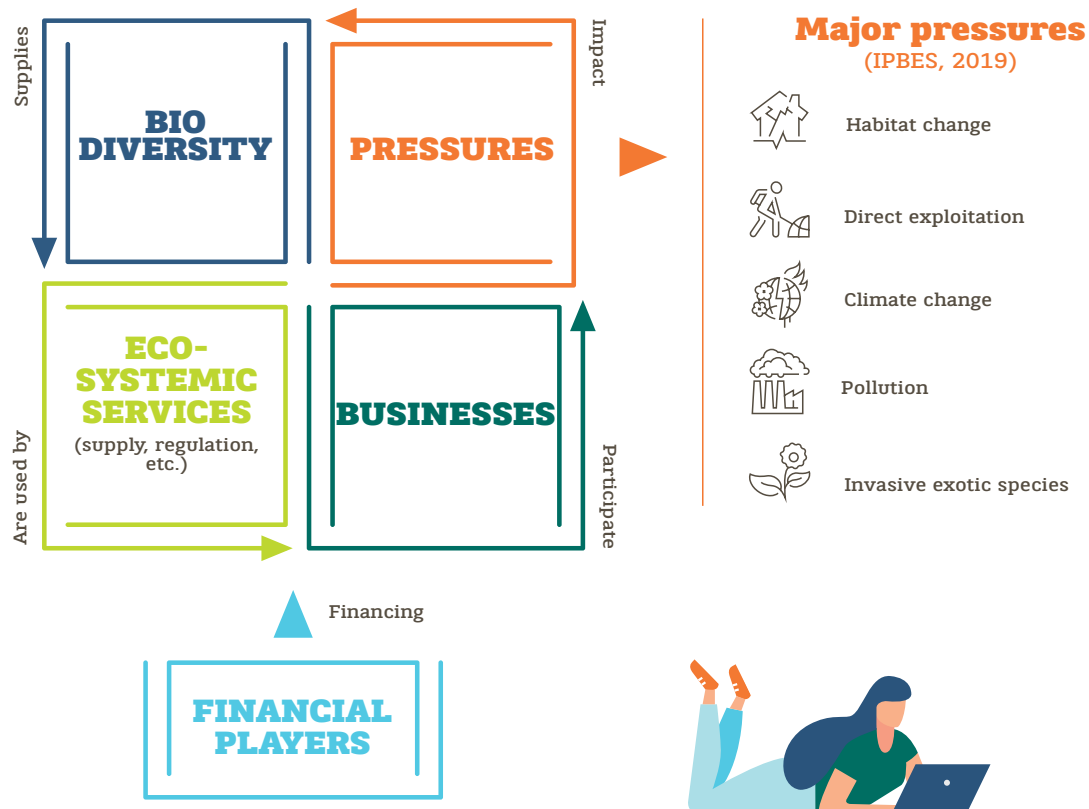 Supplies
BIO
DIVERSITY
PRESSURES
Impact
Major pressures
(IPBES, 2019)
Habitat change
Direct exploitation
Climate change
Pollution
Invasive exotic species
Are used by
ECO-
SYSTEMIC
SERVICES
(supply, regulation,
etc.)
BUSINESSES
Participate
Financing
FINANCIAL
PLAYERS